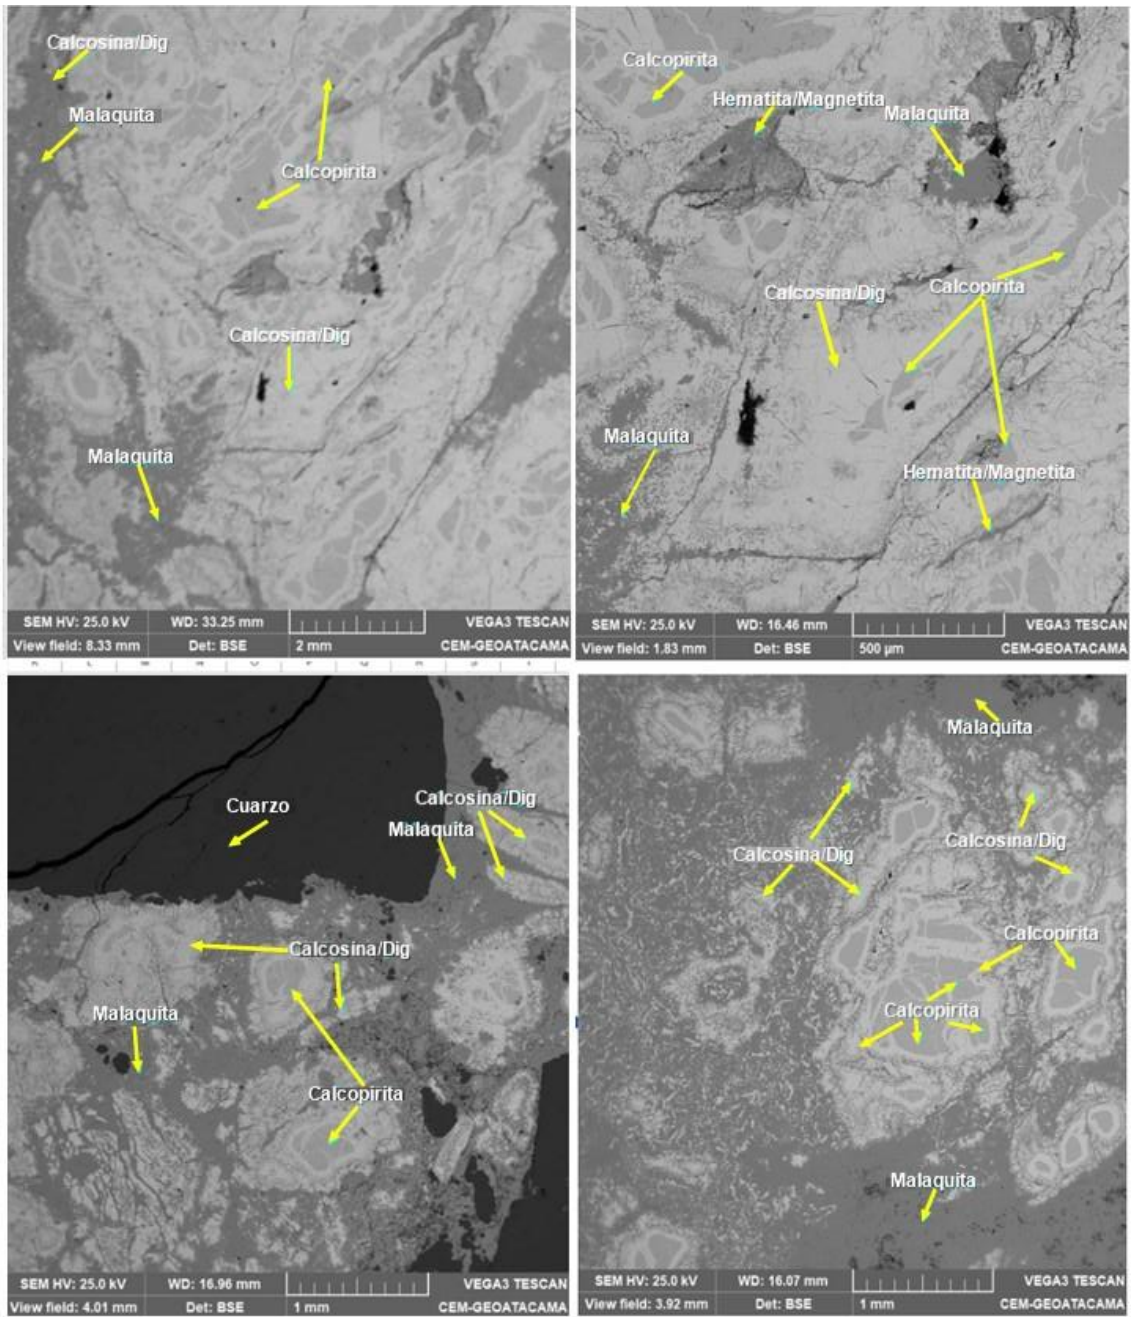 Calcosina/Dig
Malaquita
Calcopirita
Calcosina/Dig
Malaquita
SEM HV: 25.0 kV WD: 33.25 mm VEGA3 TESCAN
View field: 8.33 mm Det: BSE 2 mm CEM-GEOATACAMA
Calcopirita
Hematita/Magnetita
Malaquita
Calcosina/Dig
Calcopirita
Malaquita
Hematita/Magnetita
SEM HV: 25.0 kV WD: 16.46 mm VEGA3 TESCAN
View field: 1.83 mm Det: BSE 500 µm CEM-GEOATACAMA
Cuarzo
Calcosina/Dig
Malaquita
Calcosina/Dig
Malaquita
Calcopirita
SEM HV: 25.0 kV WD: 16.96 mm VEGA3 TESCAN
View field: 4.01 mm Det: BSE 1 mm CEM-GEOATACAMA
Malaquita
Calcosina/Dig
Calcosina/Dig
Calcopirita
Calcopirita
Malaquita
SEM HV: 25.0 kV WD: 16.07 mm VEGA3 TESCAN
View field: 3.92 mm Det: BSE 1 mm CEM-GEOATACAMA